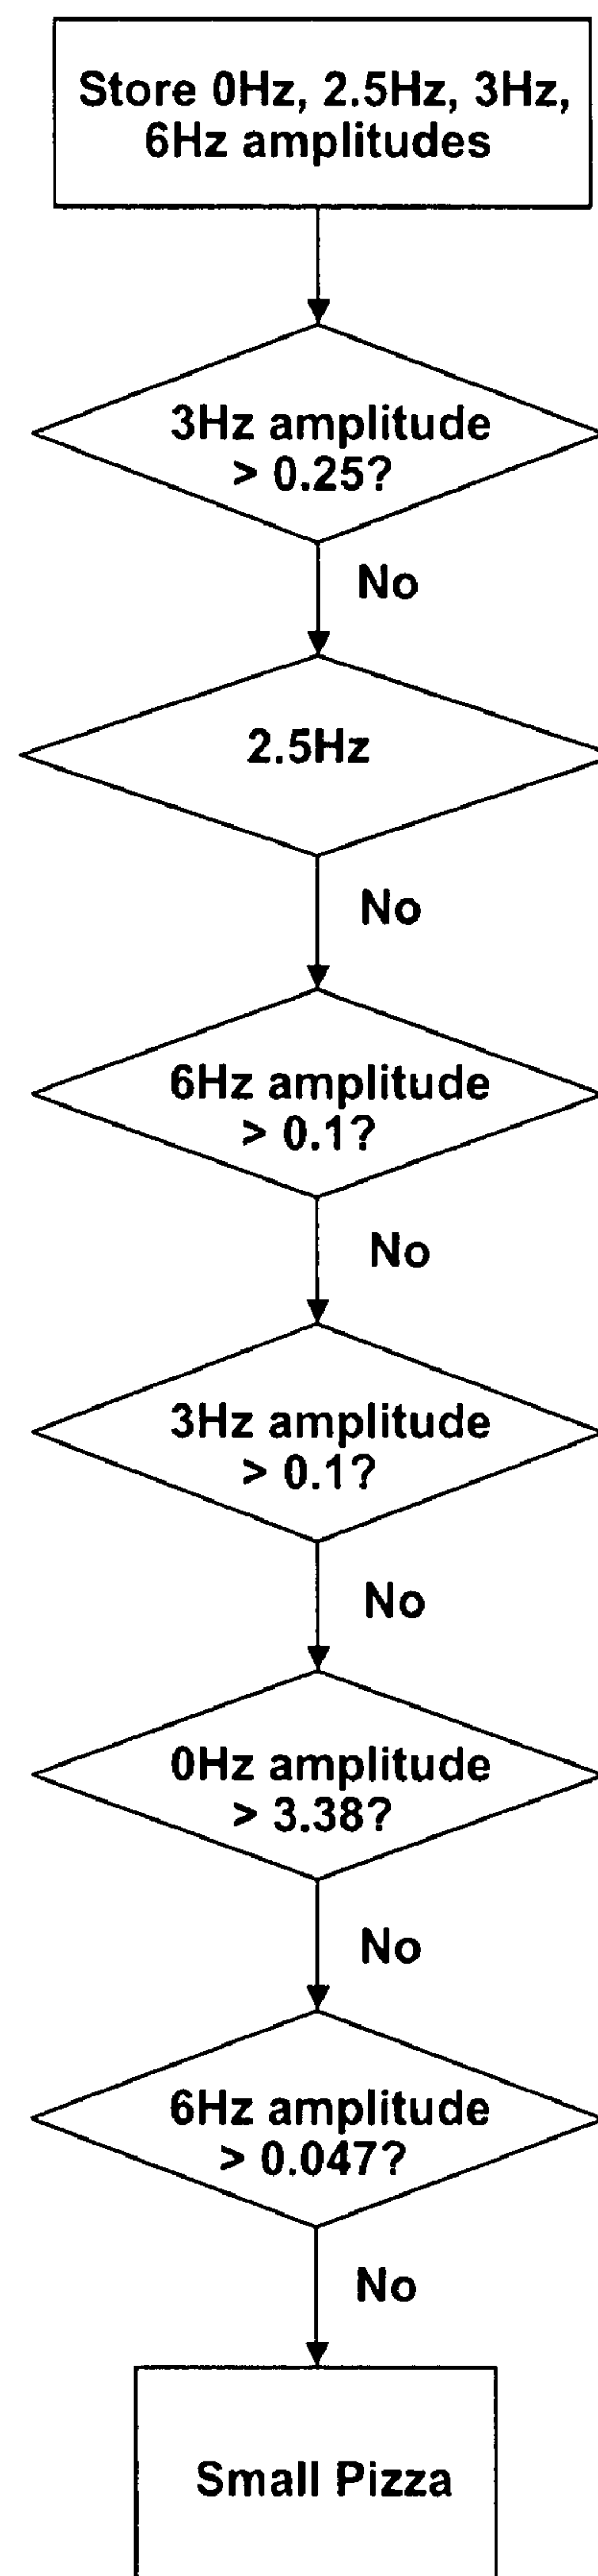 Store 0Hz, 2.5Hz, 3Hz,
6Hz amplitudes
3Hz amplitude
> 0.25?
No
2.5Hz
No
6Hz amplitude
> 0.1?
No
3Hz amplitude
> 0.1?
No
0Hz amplitude
> 3.38?
No
6Hz amplitude
> 0.047?
No
Small Pizza